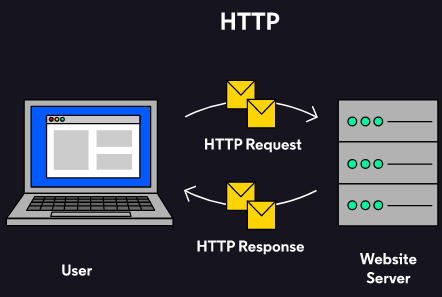 HTTP
HTTP Request
HTTP Response
User
Website
Server